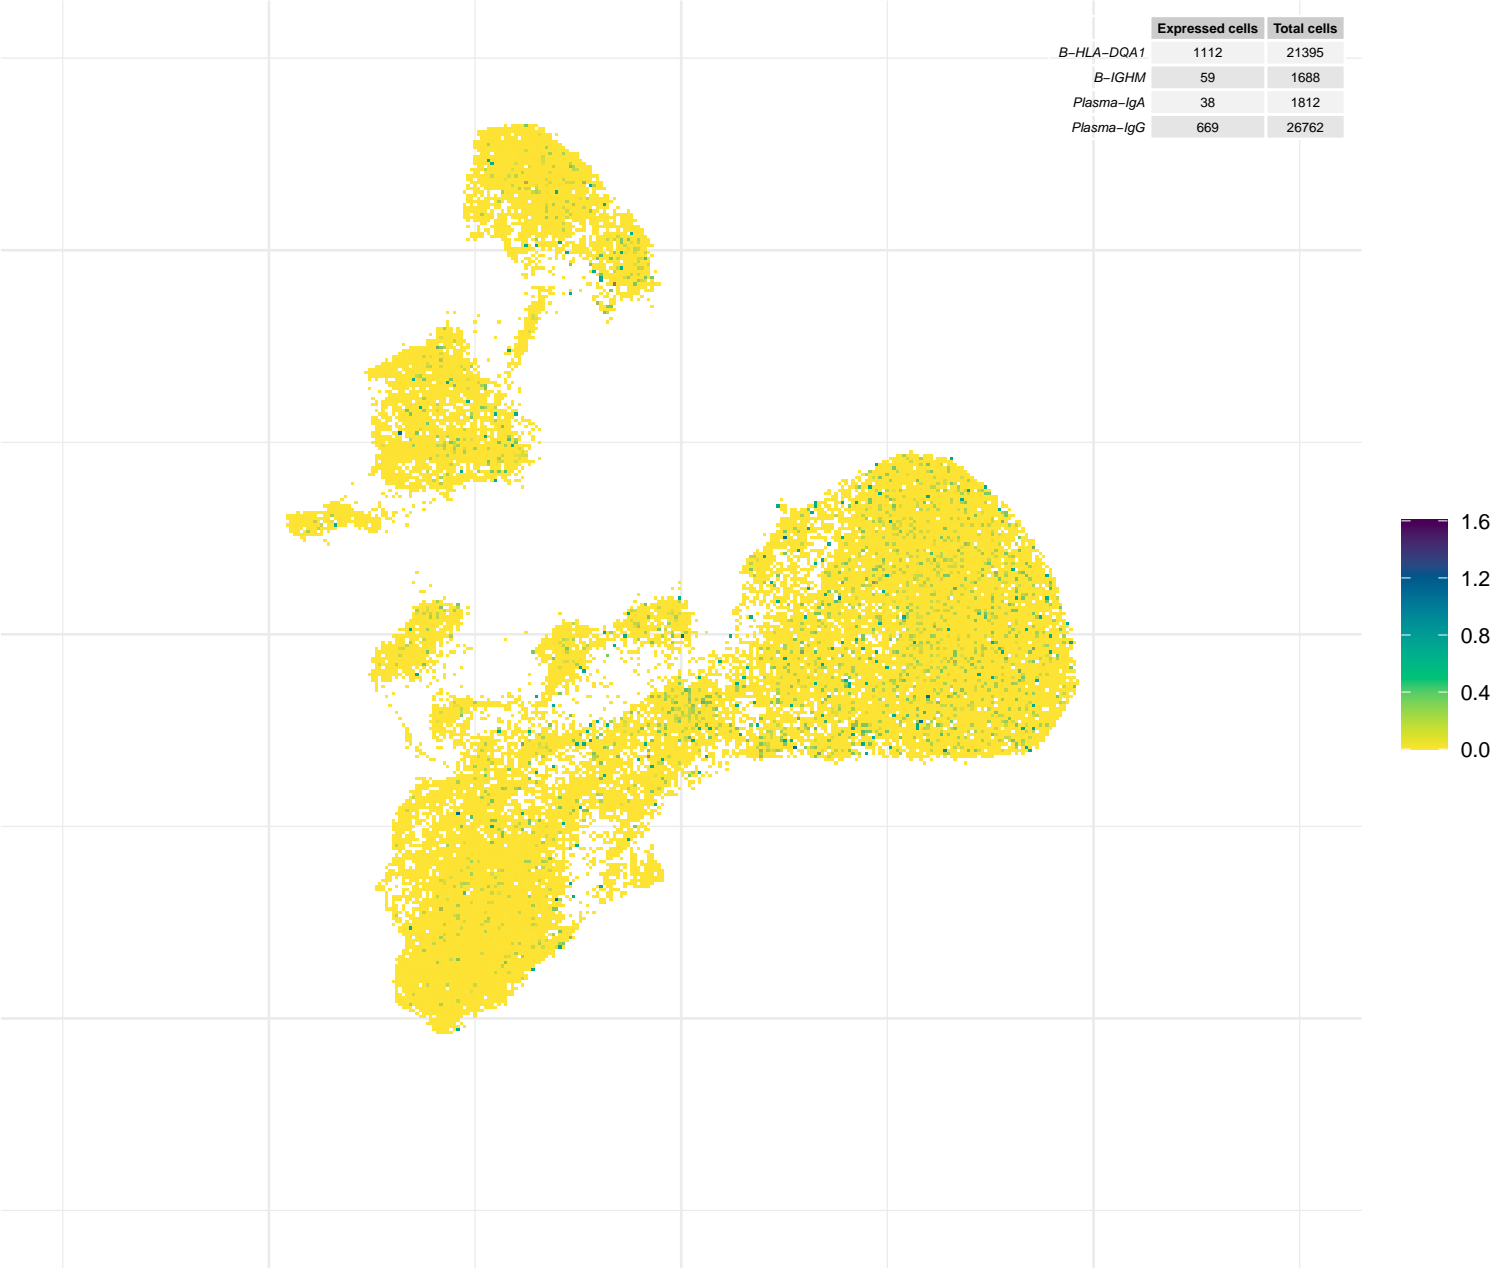 Expressed cells Total cells
B−HLA−DQA1 1112 21395
B−IGHM 59 1688
Plasma−IgA 38 1812
Plasma−IgG 669 26762
1.6
1.2
0.8
0.4
0.0